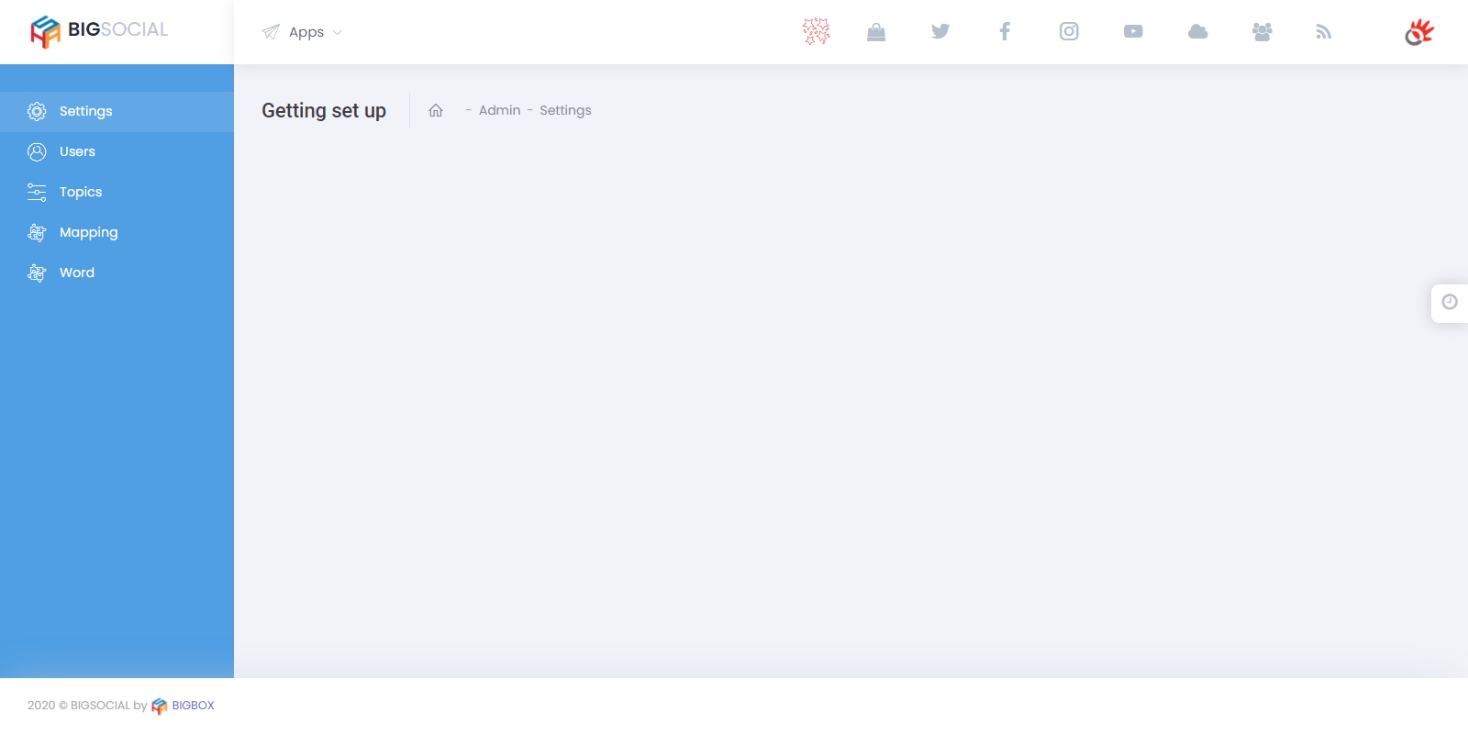 BIGSOCIAL
Apps
Settings
Users
Topics
Mapping
Word
Getting set up
- Admin - Settings
2020 © BIGSOCIAL by BIGBOX